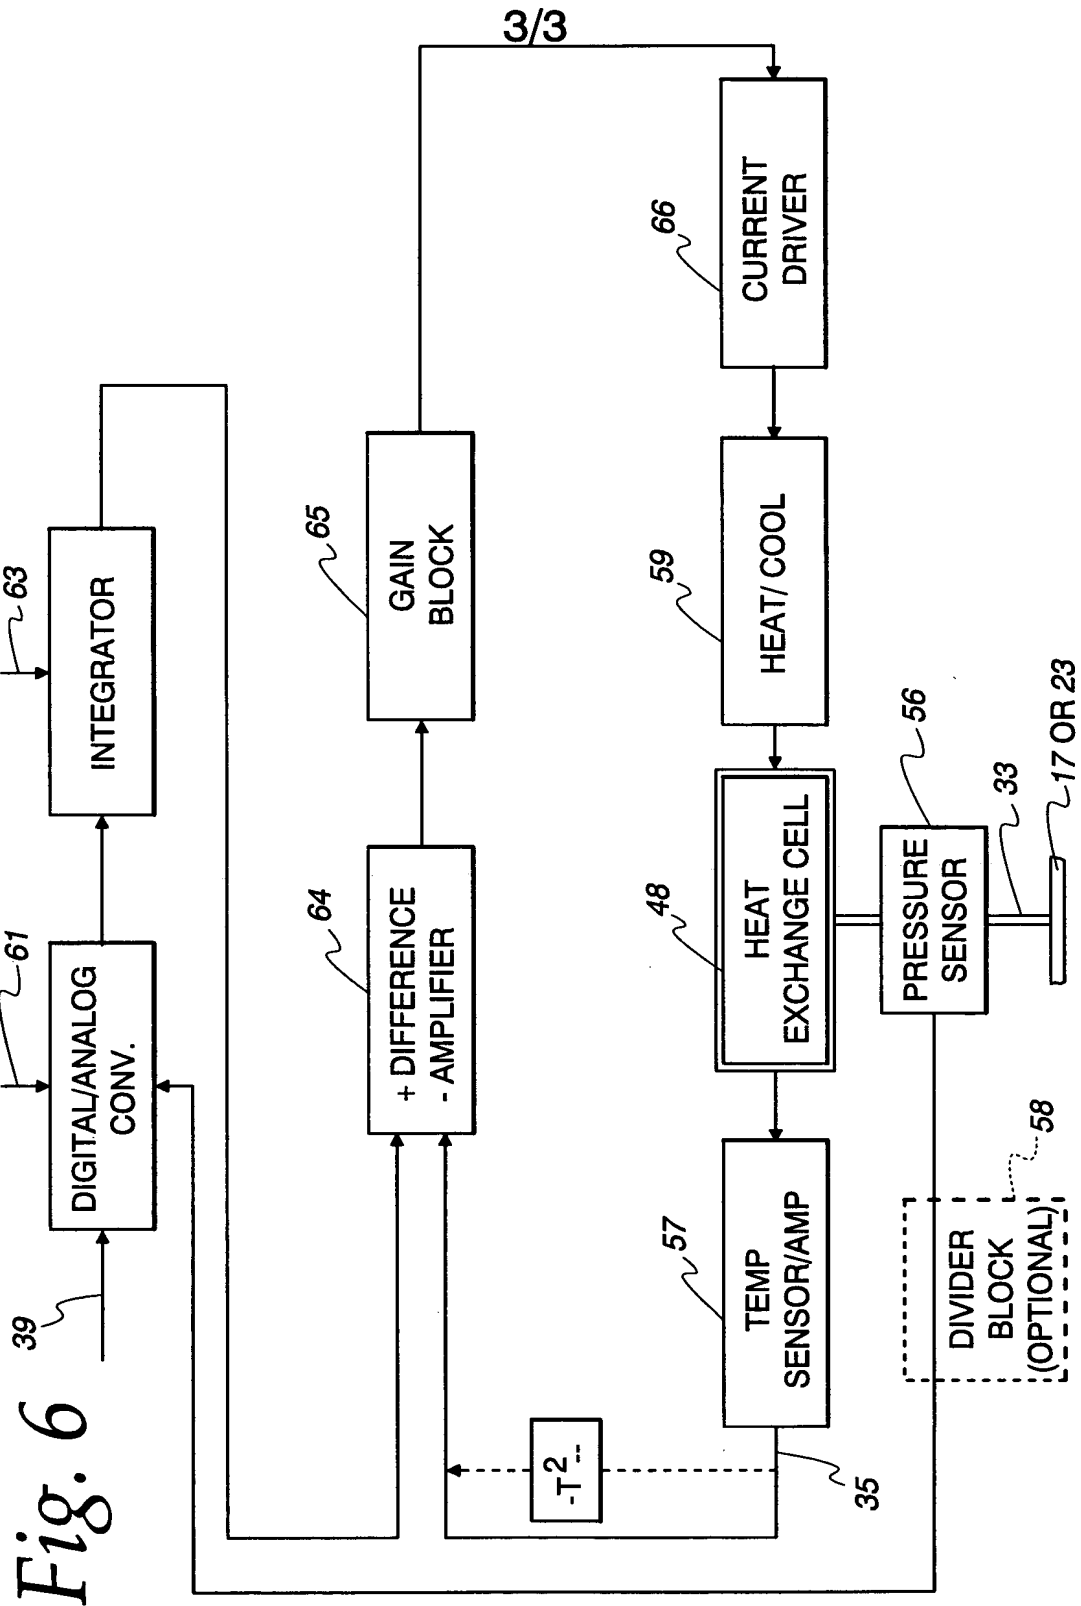 3/3
Fig. 6
39
61
63
DIGITAL/ANALOG
CONV.
INTEGRATOR
64
+ DIFFERENCE
- AMPLIFIER
65
GAIN
BLOCK
-T²--
35
57
TEMP
SENSOR/AMP
48
HEAT
EXCHANGE CELL
59
HEAT/ COOL
66
CURRENT
DRIVER
58
DIVIDER
BLOCK
(OPTIONAL)
56
PRESSURE
SENSOR
33
17 OR 23